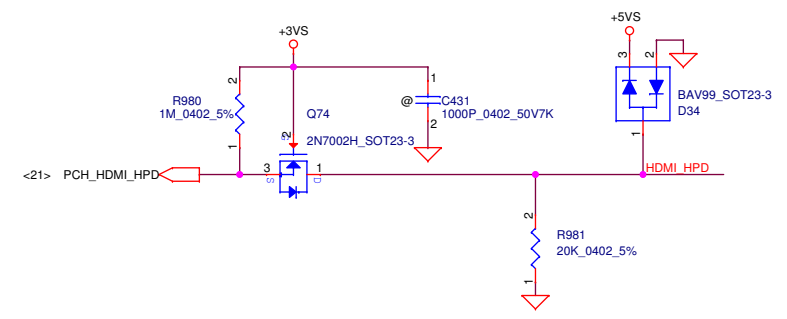 +5VS
+3VS
3
2
2
R980
1M_0402_5%
1
Q74
2
G
2N7002H_SOT23-3
@
1
C431
1000P_0402_50V7K
2
BAV99_SOT23-3
D34
1
<21> PCH_HDMI_HPD
3
S
1
D
HDMI_HPD
2
R981
20K_0402_5%
1